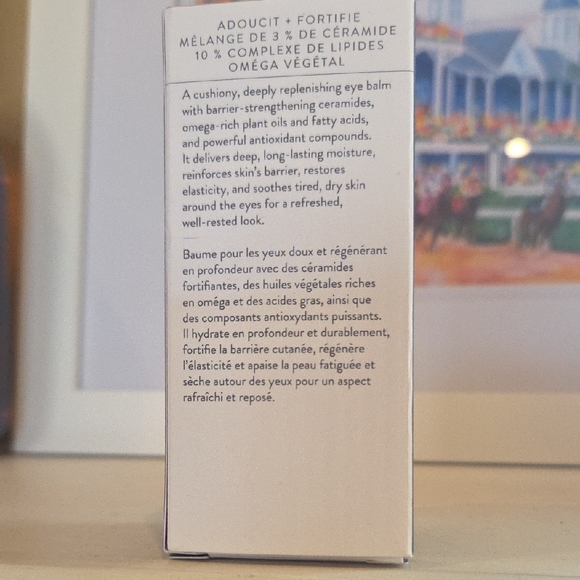 ADOUCIT + FORTIFIE
MÉLANGE DE 3 % DE CÉRAMIDE
10 % COMPLEXE DE LIPIDES
OMÉGA VÉGÉTAL
A cushiony, deeply replenishing eye balm
with barrier-strengthening ceramides,
omega-rich plant oils and fatty acids,
and powerful antioxidant compounds.
It delivers deep, long-lasting moisture,
reinforces skin's barrier, restores
elasticity, and soothes tired, dry skin
around the eyes for a refreshed,
well-rested look.
Baume pour les yeux doux et régénérant
en profondeur avec des céramides
fortifiantes, des huiles végétales riches
en oméga et des acides gras, ainsi que
des composants antioxydants puissants.
Il hydrate en profondeur et durablement,
fortifie la barrière cutanée, régénère
l'élasticité et apaise la peau fatiguée et
sèche autour des yeux pour un aspect
rafraîchi et reposé.